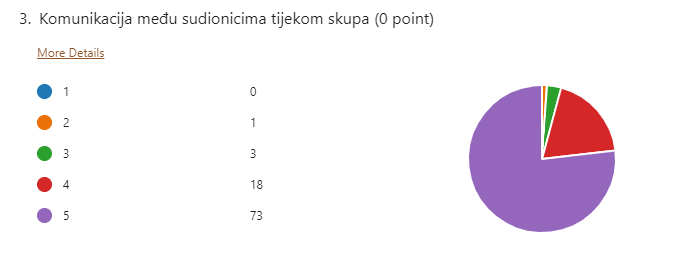 3. Komunikacija među sudionicima tijekom skupa (0 point)
More Details
1 0
2 1
3 3
4 18
5 73